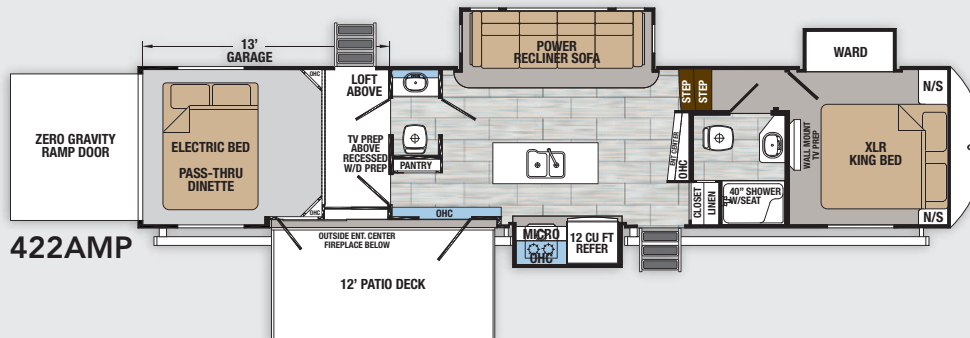 13'
GARAGE
ZERO GRAVITY
RAMP DOOR
ELECTRIC BED
PASS-THRU
DINETTE
OHC
OHC
LOFT
ABOVE
TV PREP
ABOVE
RECESSED
W/D PREP
PANTRY
OHC
POWER
RECLINER SOFA
STEP
STEP
ENT CENTER
OHC
CLOSET
LINEN
40" SHOWER
W/SEAT
WALL MOUNT
TV PREP
WARD
N/S
XLR
KING BED
N/S
MICRO
OHC
12 CU FT
REFER
OUTSIDE ENT. CENTER
FIREPLACE BELOW
12' PATIO DECK
422AMP